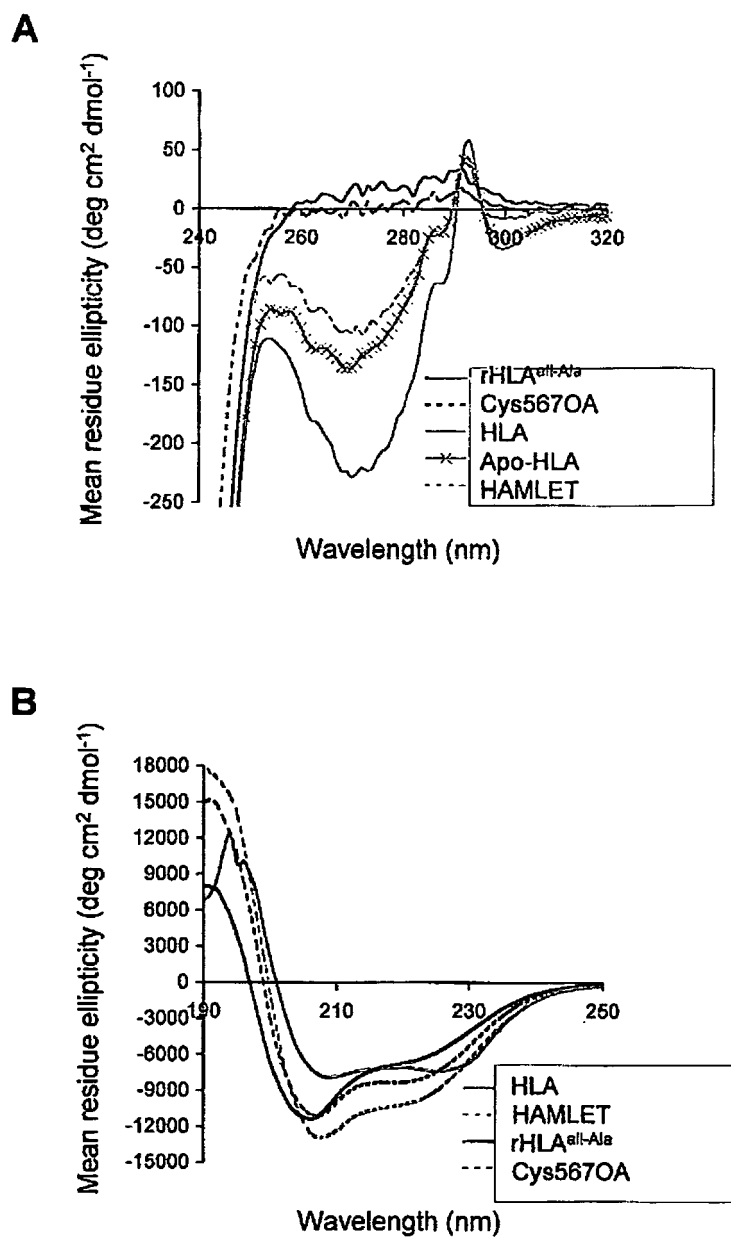 A
Mean residue ellipticity (deg cm² dmol⁻¹)
100
50
0
-50
-100
-150
-200
-250
240
260
280
300
320
rHLAᵃˡˡ⁻ᴬˡᵃ
Cys567OA
HLA
Apo-HLA
HAMLET
Wavelength (nm)
B
Mean residue ellipticity (deg cm² dmol⁻¹)
18000
15000
12000
9000
6000
3000
0
-3000
-6000
-9000
-12000
-15000
190
210
230
250
HLA
HAMLET
rHLAᵃˡˡ⁻ᴬˡᵃ
Cys567OA
Wavelength (nm)